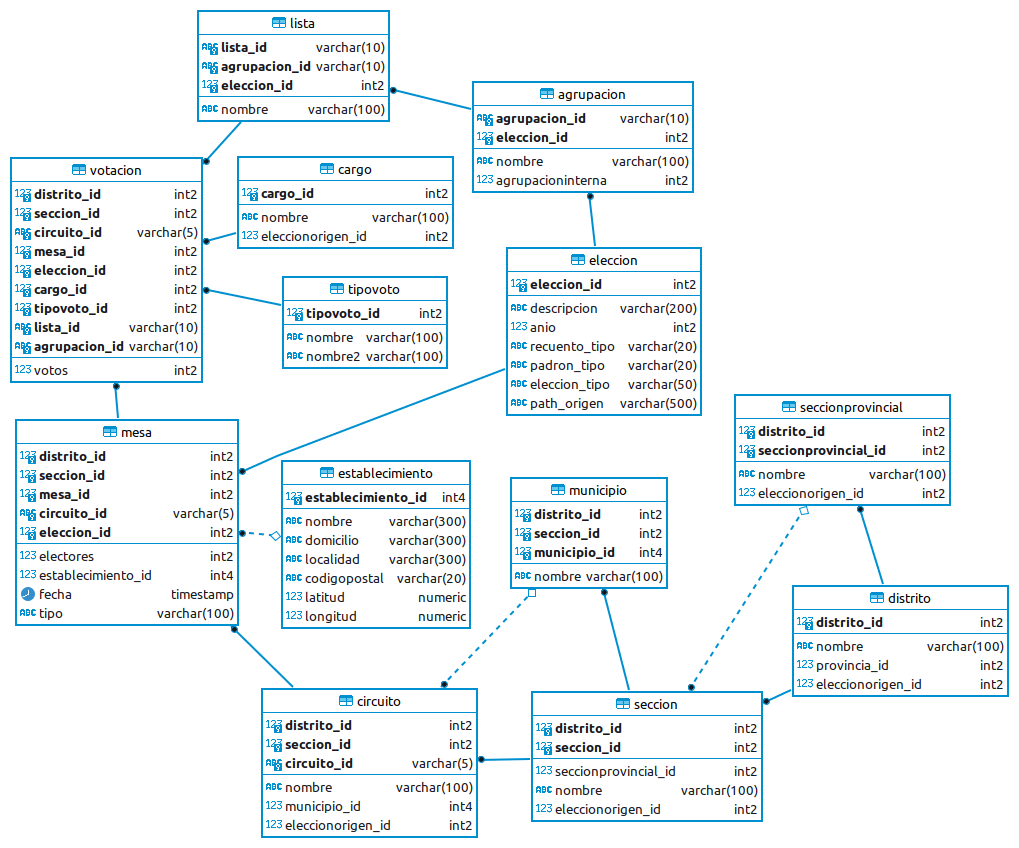 lista
lista_id varchar(10)
agrupacion_id varchar(10)
eleccion_id int2
nombre varchar(100)
agrupacion
agrupacion_id varchar(10)
eleccion_id int2
nombre varchar(100)
agrupacioninterna int2
votacion
distrito_id int2
seccion_id int2
circuito_id varchar(5)
mesa_id int2
eleccion_id int2
cargo_id int2
tipovoto_id int2
lista_id varchar(10)
agrupacion_id varchar(10)
votos int2
cargo
cargo_id int2
nombre varchar(100)
eleccionorigen_id int2
tipovoto
tipovoto_id int2
nombre varchar(100)
nombre2 varchar(100)
eleccion
eleccion_id int2
descripcion varchar(200)
anio int2
recuento_tipo varchar(20)
padron_tipo varchar(20)
eleccion_tipo varchar(50)
path_origen varchar(500)
seccionprovincial
distrito_id int2
seccionprovincial_id int2
nombre varchar(100)
eleccionorigen_id int2
mesa
distrito_id int2
seccion_id int2
mesa_id int2
circuito_id varchar(5)
eleccion_id int2
electores int2
establecimiento_id int4
fecha timestamp
tipo varchar(100)
establecimiento
establecimiento_id int4
nombre varchar(300)
domicilio varchar(300)
localidad varchar(300)
codigopostal varchar(20)
latitud numeric
longitud numeric
municipio
distrito_id int2
seccion_id int2
municipio_id int4
nombre varchar(100)
distrito
distrito_id int2
nombre varchar(100)
provincia_id int2
eleccionorigen_id int2
circuito
distrito_id int2
seccion_id int2
circuito_id varchar(5)
nombre varchar(100)
municipio_id int4
eleccionorigen_id int2
seccion
distrito_id int2
seccion_id int2
seccionprovincial_id int2
nombre varchar(100)
eleccionorigen_id int2